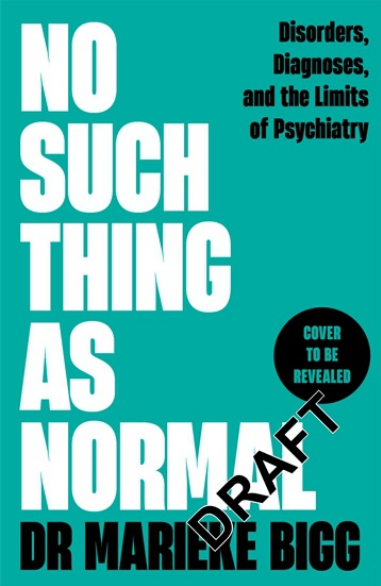 NO
SUCH
THING
AS
NORMAL
Disorders,
Diagnoses,
and the Limits
of Psychiatry
COVER
TO BE
REVEALED
DRAFT
DR MARIEKE BIGG